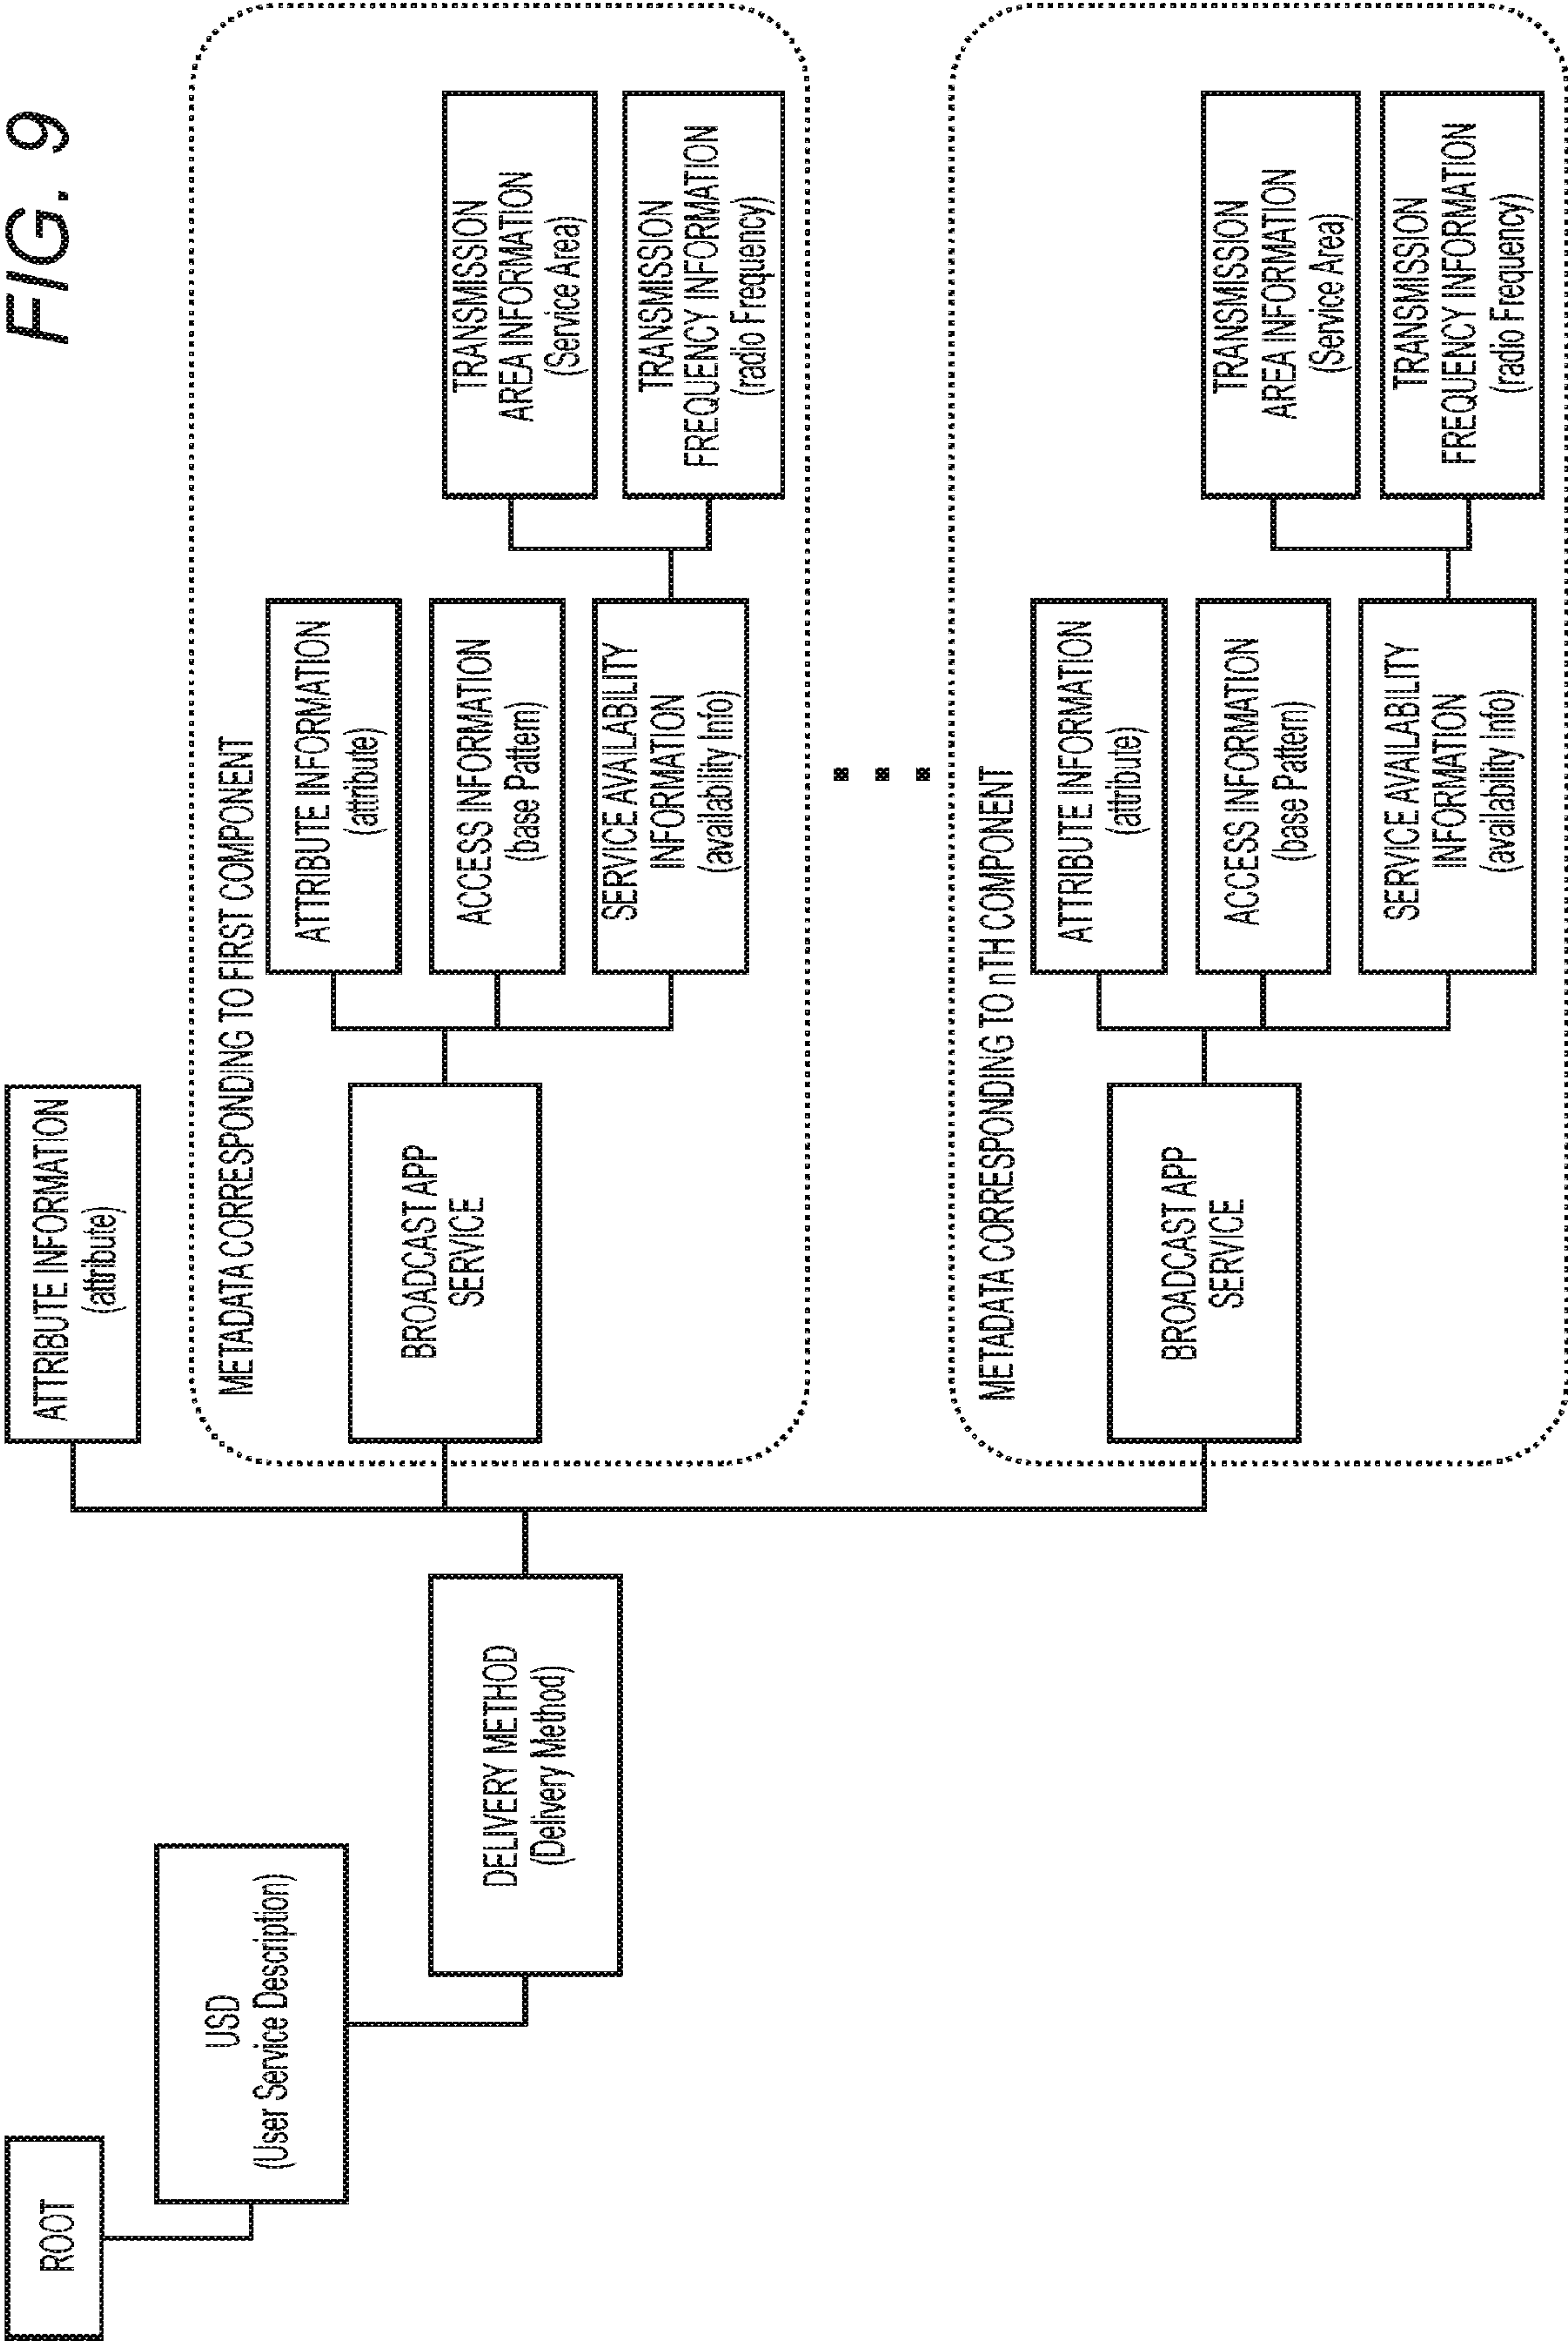 FIG. 9
ROOT
USD
(User Service Description)
DELIVERY METHOD
(Delivery Method)
ATTRIBUTE INFORMATION
(attribute)
METADATA CORRESPONDING TO FIRST COMPONENT
BROADCAST APP
SERVICE
ATTRIBUTE INFORMATION
(attribute)
ACCESS INFORMATION
(base Pattern)
SERVICE AVAILABILITY
INFORMATION
(availability Info)
TRANSMISSION
AREA INFORMATION
(Service Area)
TRANSMISSION
FREQUENCY INFORMATION
(radio Frequency)
METADATA CORRESPONDING TO nTH COMPONENT
BROADCAST APP
SERVICE
ATTRIBUTE INFORMATION
(attribute)
ACCESS INFORMATION
(base Pattern)
SERVICE AVAILABILITY
INFORMATION
(availability Info)
TRANSMISSION
AREA INFORMATION
(Service Area)
TRANSMISSION
FREQUENCY INFORMATION
(radio Frequency)